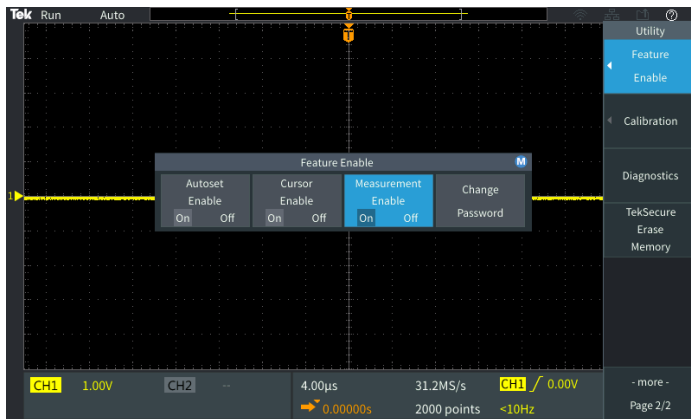 Tek Run Auto
T
T
?
Utility
Feature
Enable
Calibration
Diagnostics
TekSecure
Erase
Memory
- more -
Page 2/2
Feature Enable M
Autoset
Enable
On Off
Cursor
Enable
On Off
Measurement
Enable
On Off
Change
Password
1
CH1 1.00V CH2 -- 4.00µs 31.2MS/s CH1 0.00V
0.00000s 2000 points <10Hz